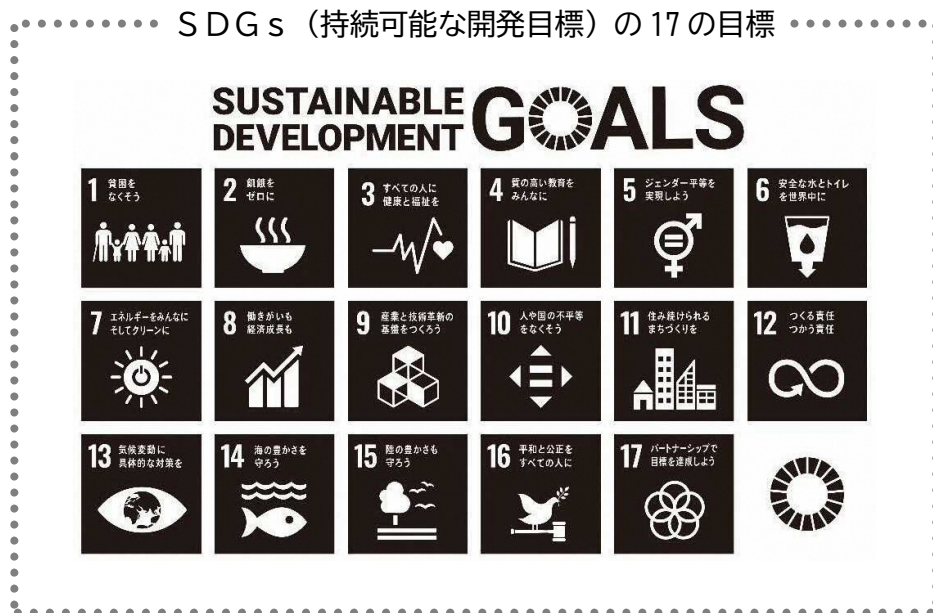 ＳＤＧｓ（持続可能な開発目標）の17の目標
SUSTAINABLE
DEVELOPMENT
GOALS
1 貧困を
なくそう
2 飢餓を
ゼロに
3 すべての人に
健康と福祉を
4 質の高い教育を
みんなに
5 ジェンダー平等を
実現しよう
6 安全な水とトイレ
を世界中に
7 エネルギーをみんなに
そしてクリーンに
8 働きがいも
経済成長も
9 産業と技術革新の
基盤をつくろう
10 人や国の不平等
をなくそう
11 住み続けられる
まちづくりを
12 つくる責任
つかう責任
13 気候変動に
具体的な対策を
14 海の豊かさを
守ろう
15 陸の豊かさも
守ろう
16 平和と公正を
すべての人に
17 パートナーシップで
目標を達成しよう